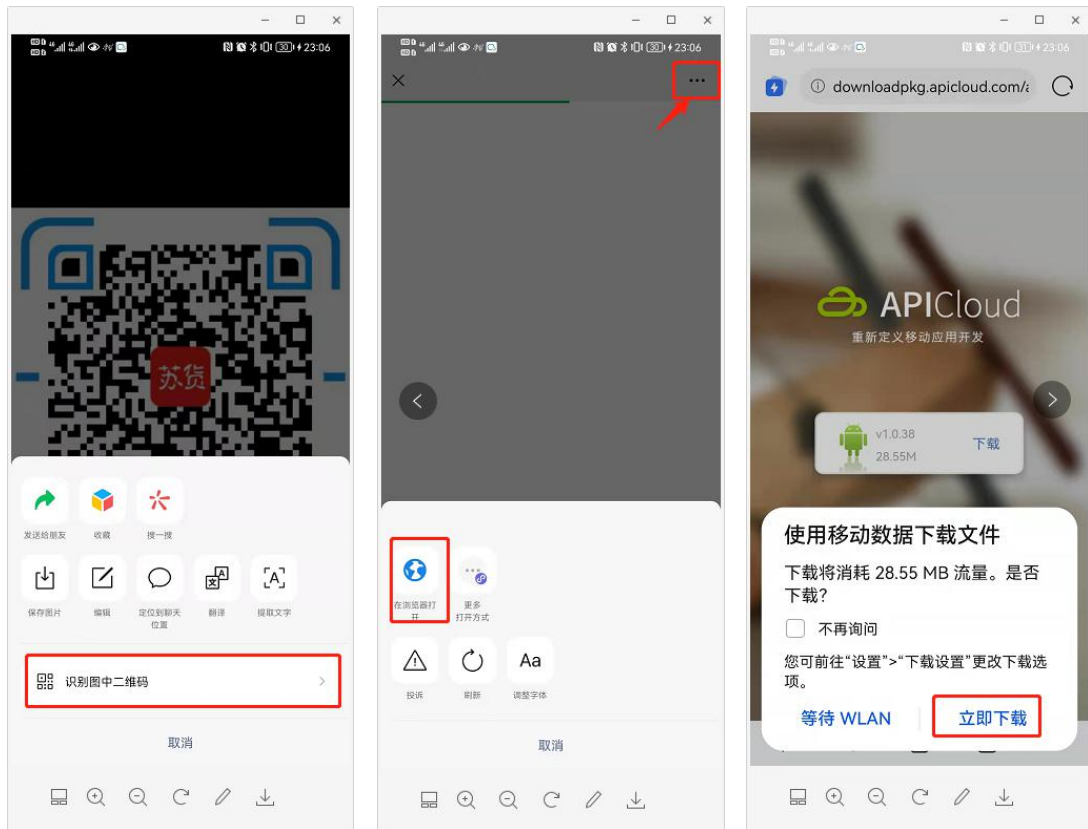 23:06
苏货
发送给朋友
收藏
搜一搜
保存图片
编辑
定位到聊天
位置
翻译
提取文字
识别图中二维码
取消
23:06
在浏览器打
开
更多
打开方式
Aa
投诉
刷新
调整字体
取消
23:06
downloadpkg.apicloud.com/a
APICloud
重新定义移动应用开发
v1.0.38
28.55M
下载
使用移动数据下载文件
下载将消耗 28.55 MB 流量。是否
下载?
不再询问
您可前往“设置”>“下载设置”更改下载选
项。
等待 WLAN
立即下载